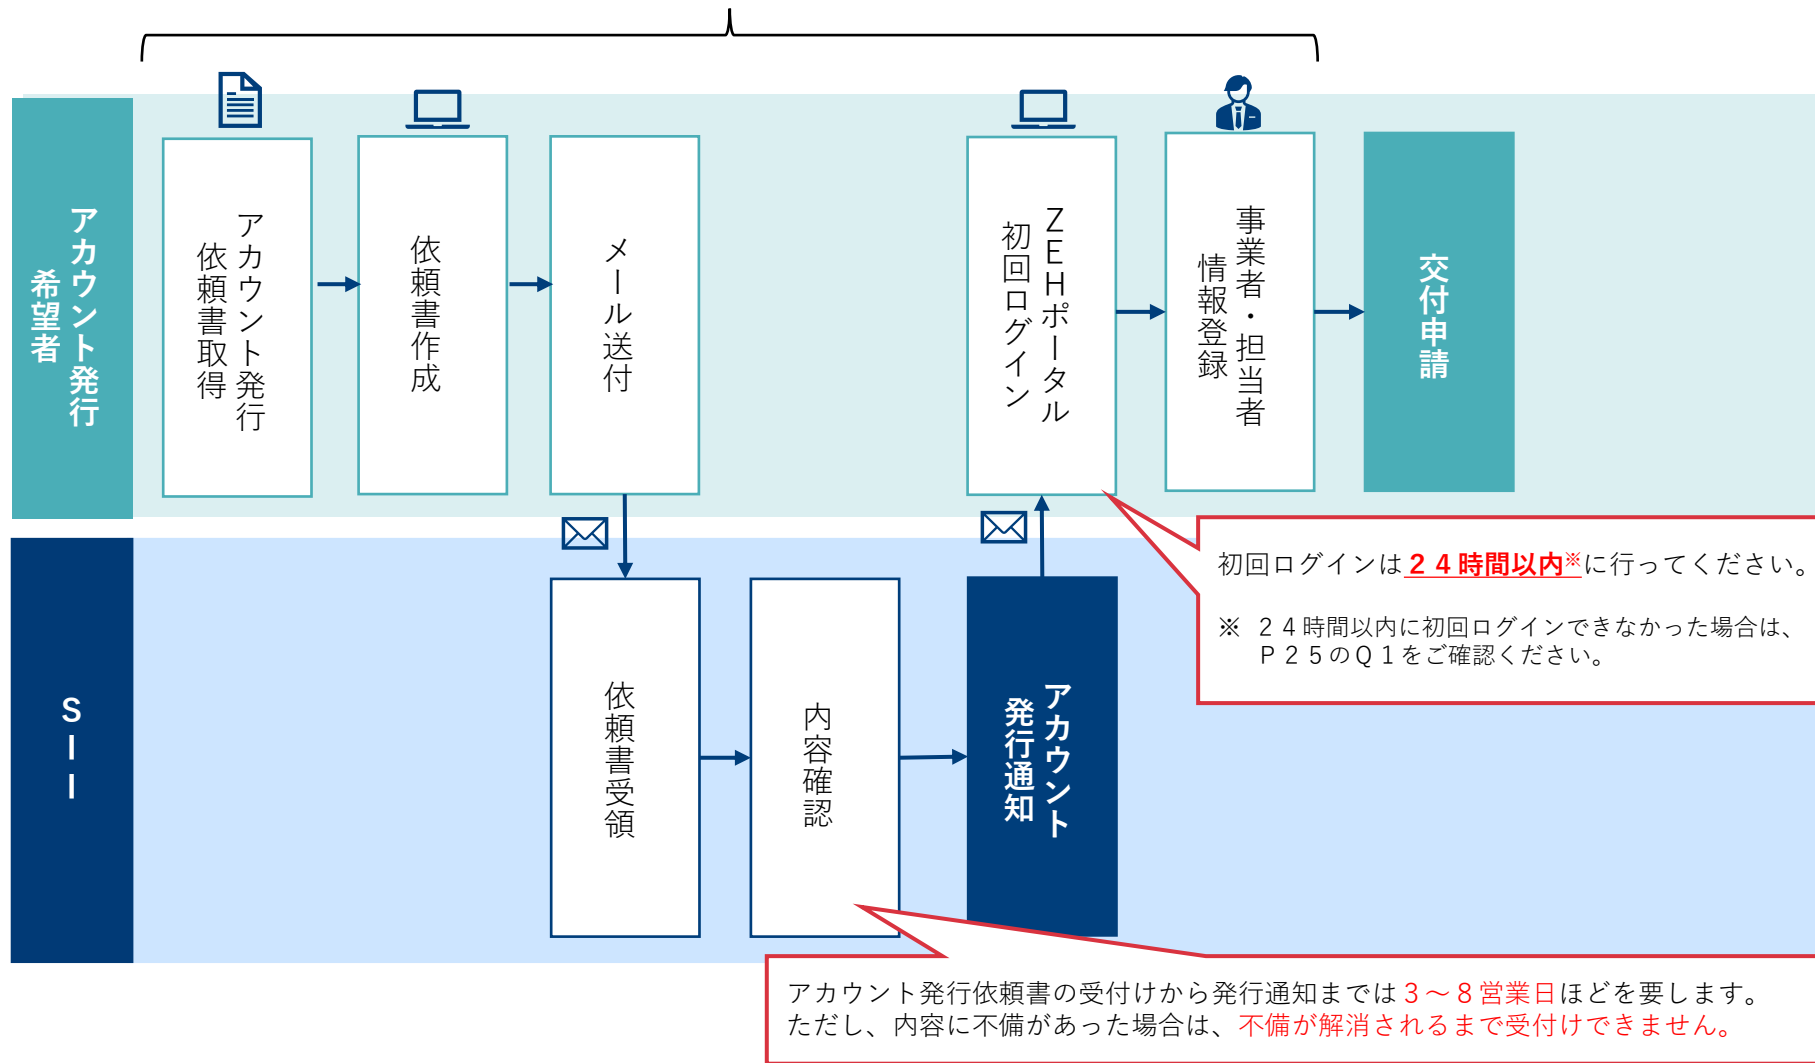 アカウント発行
希望者
アカウント発行
依頼書取得
依頼書作成
メール送付
ZEHポータル
初回ログイン
事業者・担当者
情報登録
交付申請
初回ログインは２４時間以内※に行ってください。
※ ２４時間以内に初回ログインできなかった場合は、
Ｐ２５のＱ１をご確認ください。
SII
依頼書受領
内容確認
アカウント
発行通知
アカウント発行依頼書の受付けから発行通知までは３～８営業日ほどを要します。
ただし、内容に不備があった場合は、不備が解消されるまで受付けできません。